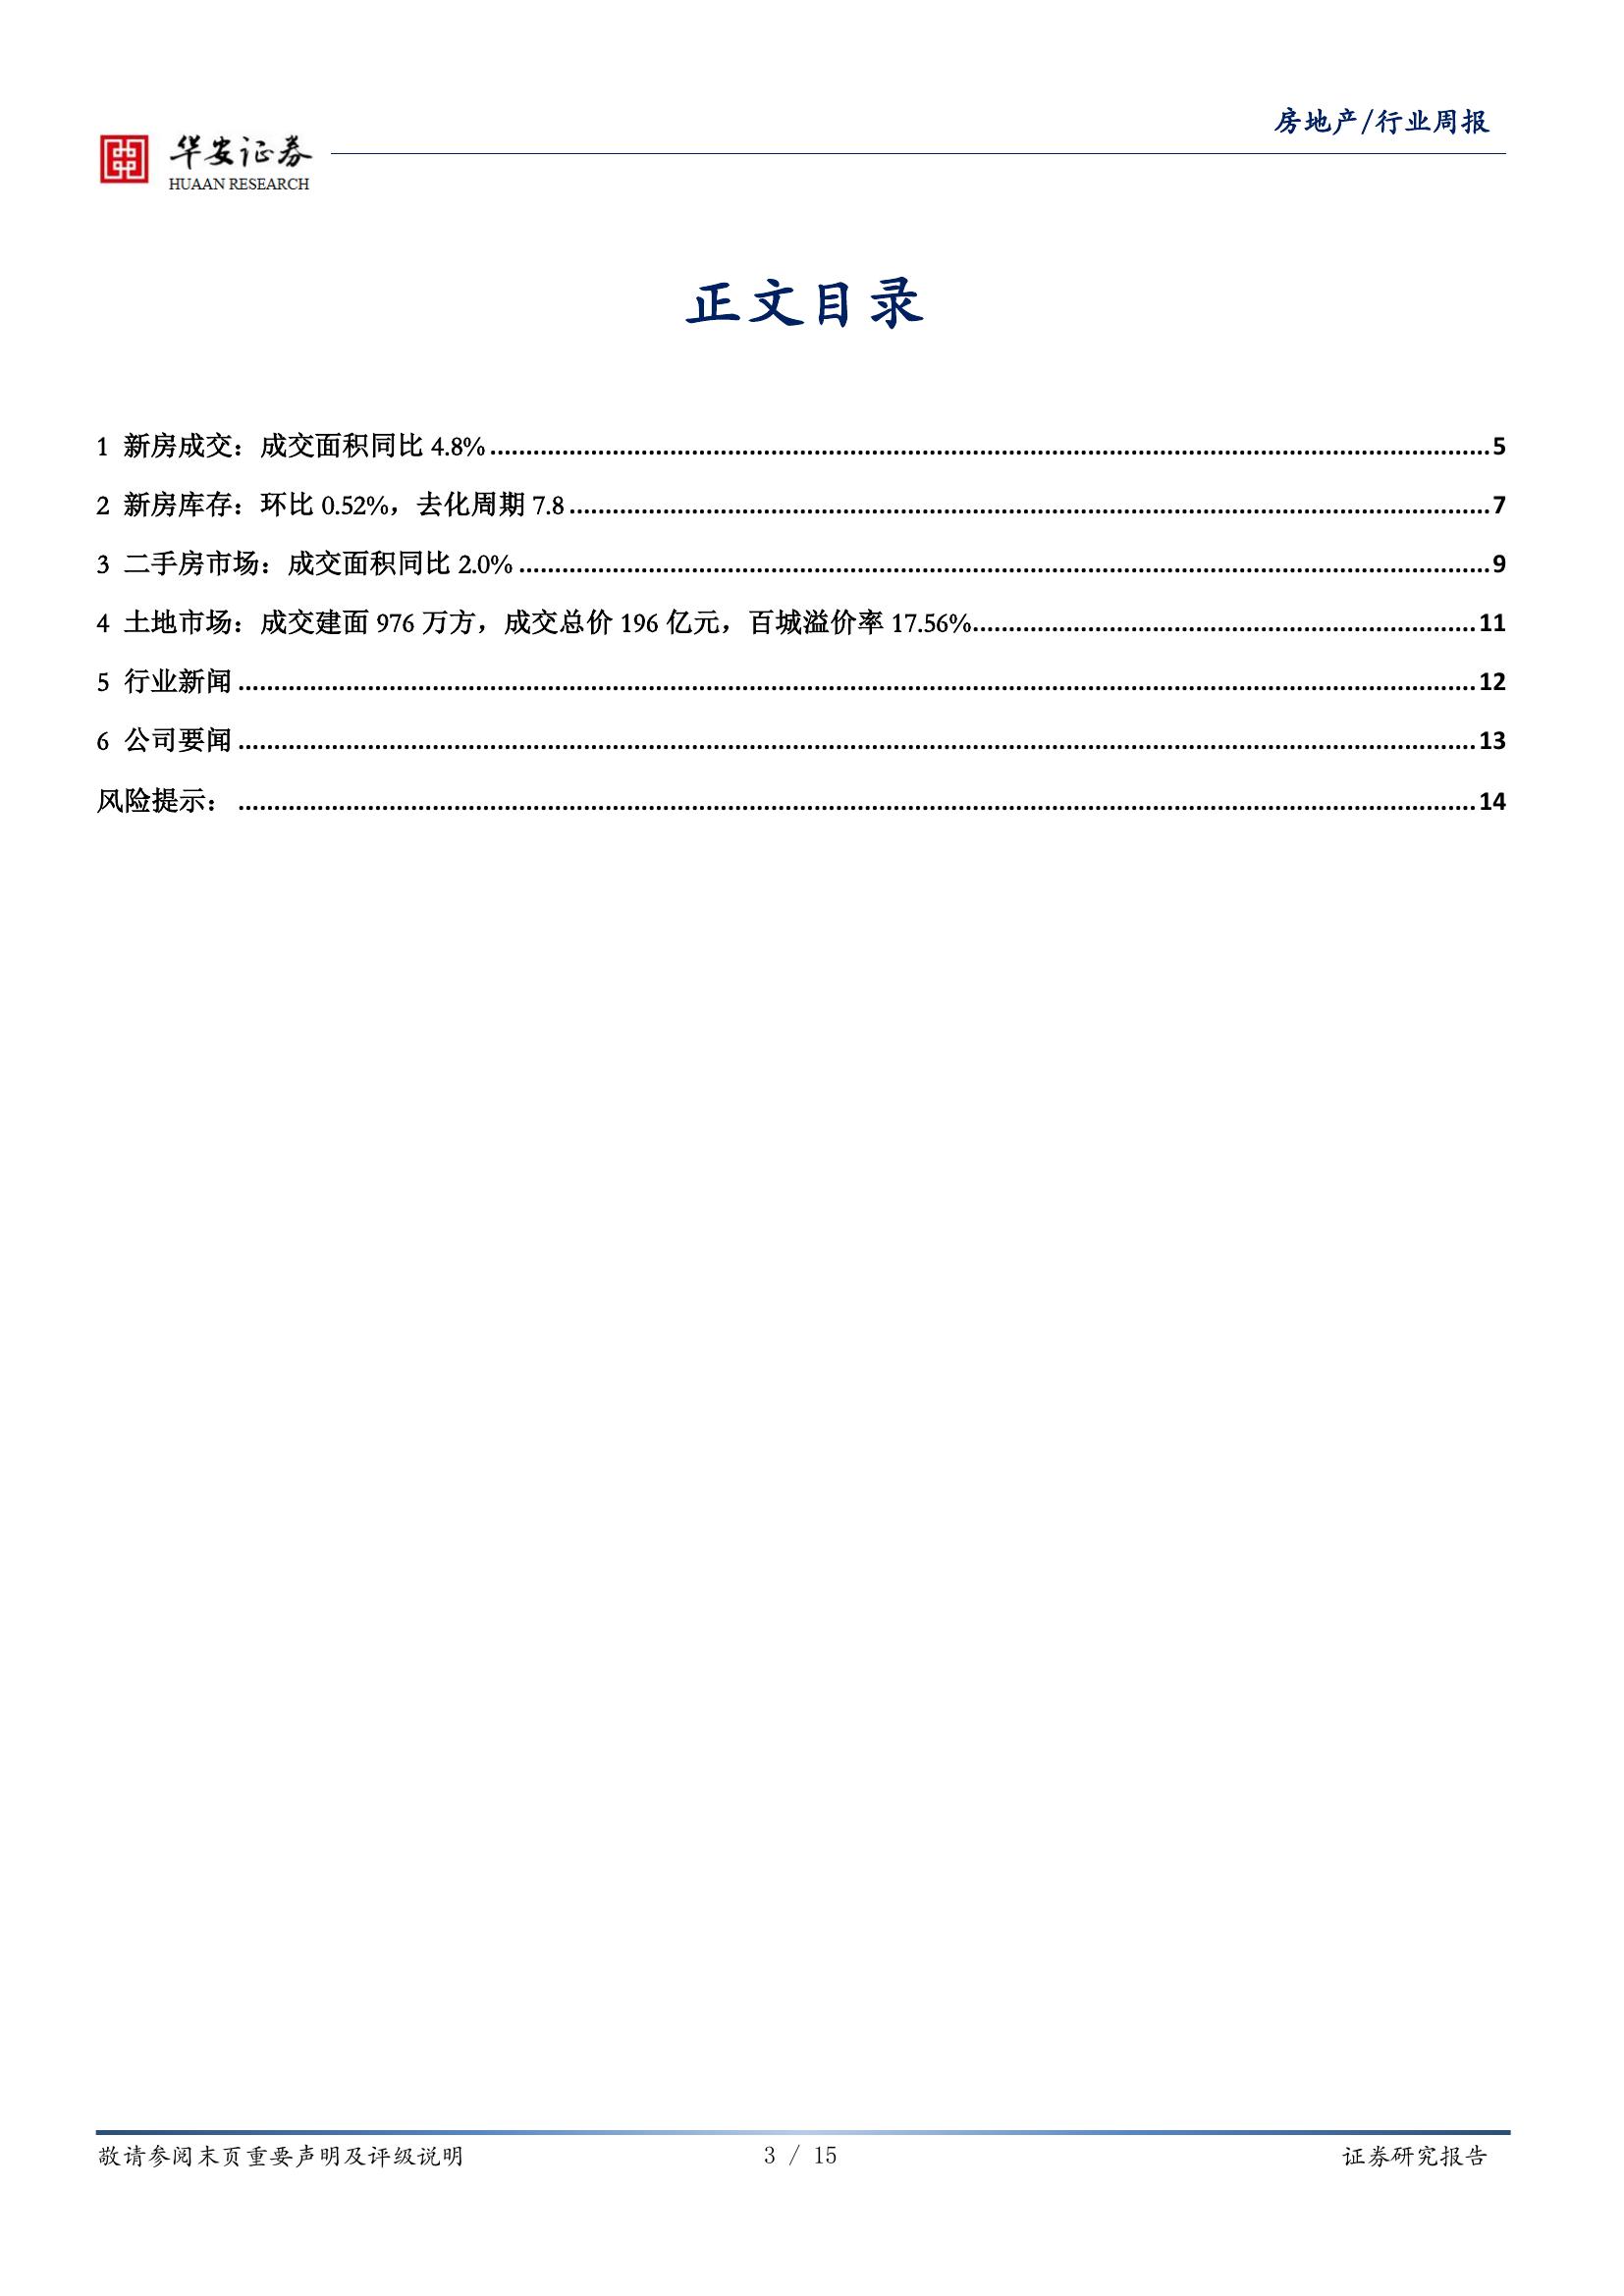 房地产/行业周报
华安证券
HUAAN RESEARCH
正文目录
1 新房成交：成交面积同比 4.8%....................5
2 新房库存：环比 0.52%，去化周期 7.8....................7
3 二手房市场：成交面积同比 2.0%....................9
4 土地市场：成交建面 976 万方，成交总价 196 亿元，百城溢价率 17.56%....................11
5 行业新闻....................12
6 公司要闻....................13
风险提示：....................14
敬请参阅末页重要声明及评级说明 3 / 15 证券研究报告